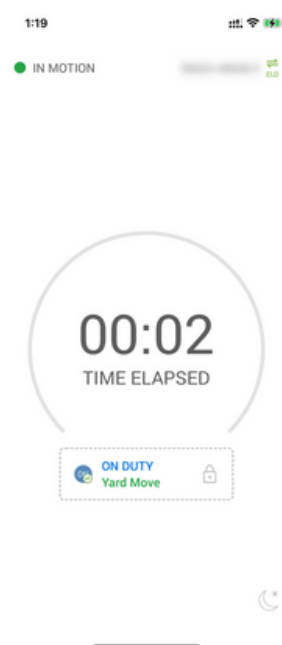 1:19
IN MOTION
ELD
00:02
TIME ELAPSED
ON DUTY
Yard Move